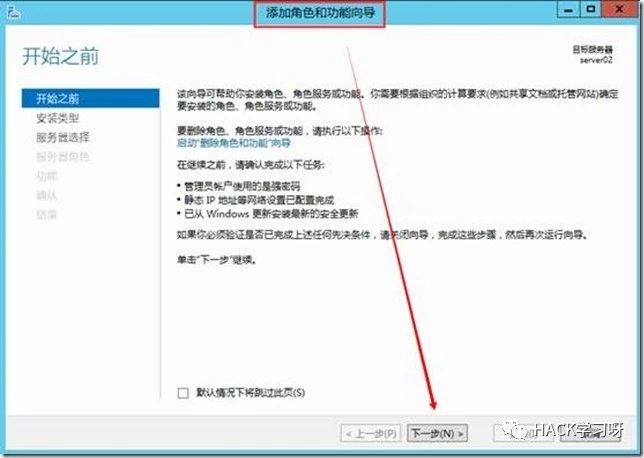 添加角色和功能向导
开始之前
目标服务器
server02
开始之前
安装类型
服务器选择
服务器角色
功能
确认
结果
该向导可帮助你安装角色、角色服务或功能。你需要根据组织的计算要求(例如共享文档或托管网站)确定
要安装的角色、角色服务或功能。
要删除角色、角色服务或功能，请执行以下操作:
启动“删除角色和功能”向导
在继续之前，请确认完成以下任务:
• 管理员帐户使用的是强密码
• 静态 IP 地址等网络设置已配置完成
• 已从 Windows 更新安装最新的安全更新
如果你必须验证是否已完成上述任何先决条件，请关闭向导，完成这些步骤，然后再次运行向导。
单击“下一步”继续。
默认情况下将跳过此页(S)
< 上一步(P)
下一步(N) >
HACK学习呀